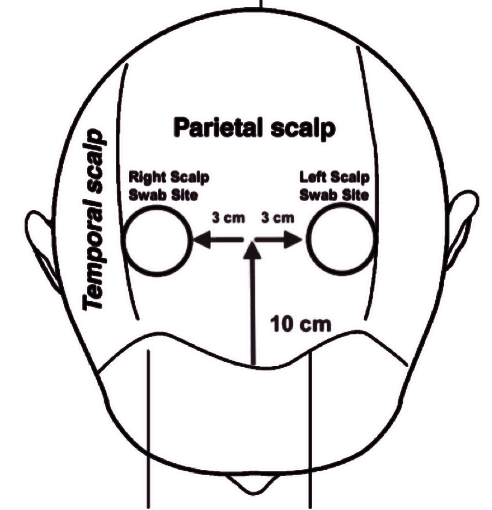 Parietal scalp
Temporal scalp
Right Scalp
Swab Site
Left Scalp
Swab Site
3 cm
3 cm
10 cm